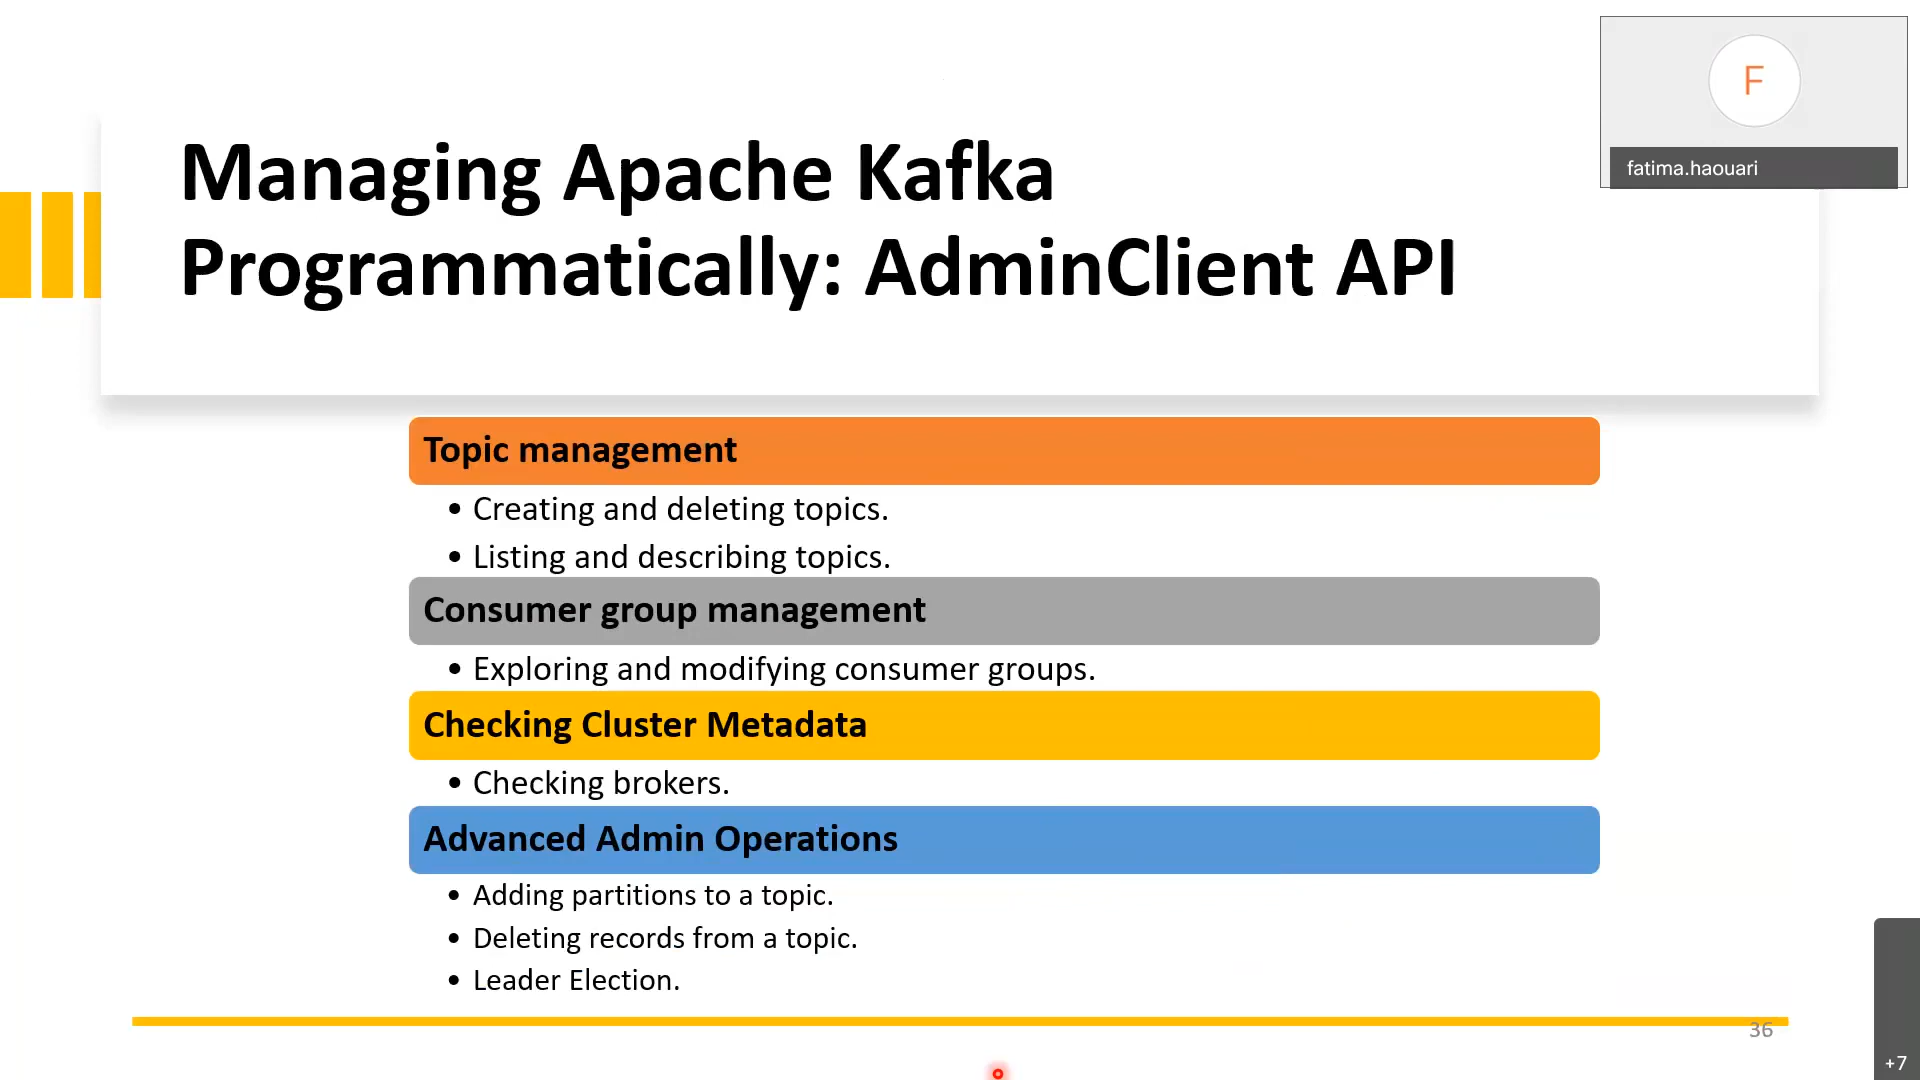 F
fatima.haouari
Managing Apache Kafka
Programmatically: AdminClient API
Topic management
• Creating and deleting topics.
• Listing and describing topics.
Consumer group management
• Exploring and modifying consumer groups.
Checking Cluster Metadata
• Checking brokers.
Advanced Admin Operations
• Adding partitions to a topic.
• Deleting records from a topic.
• Leader Election.
36
+7